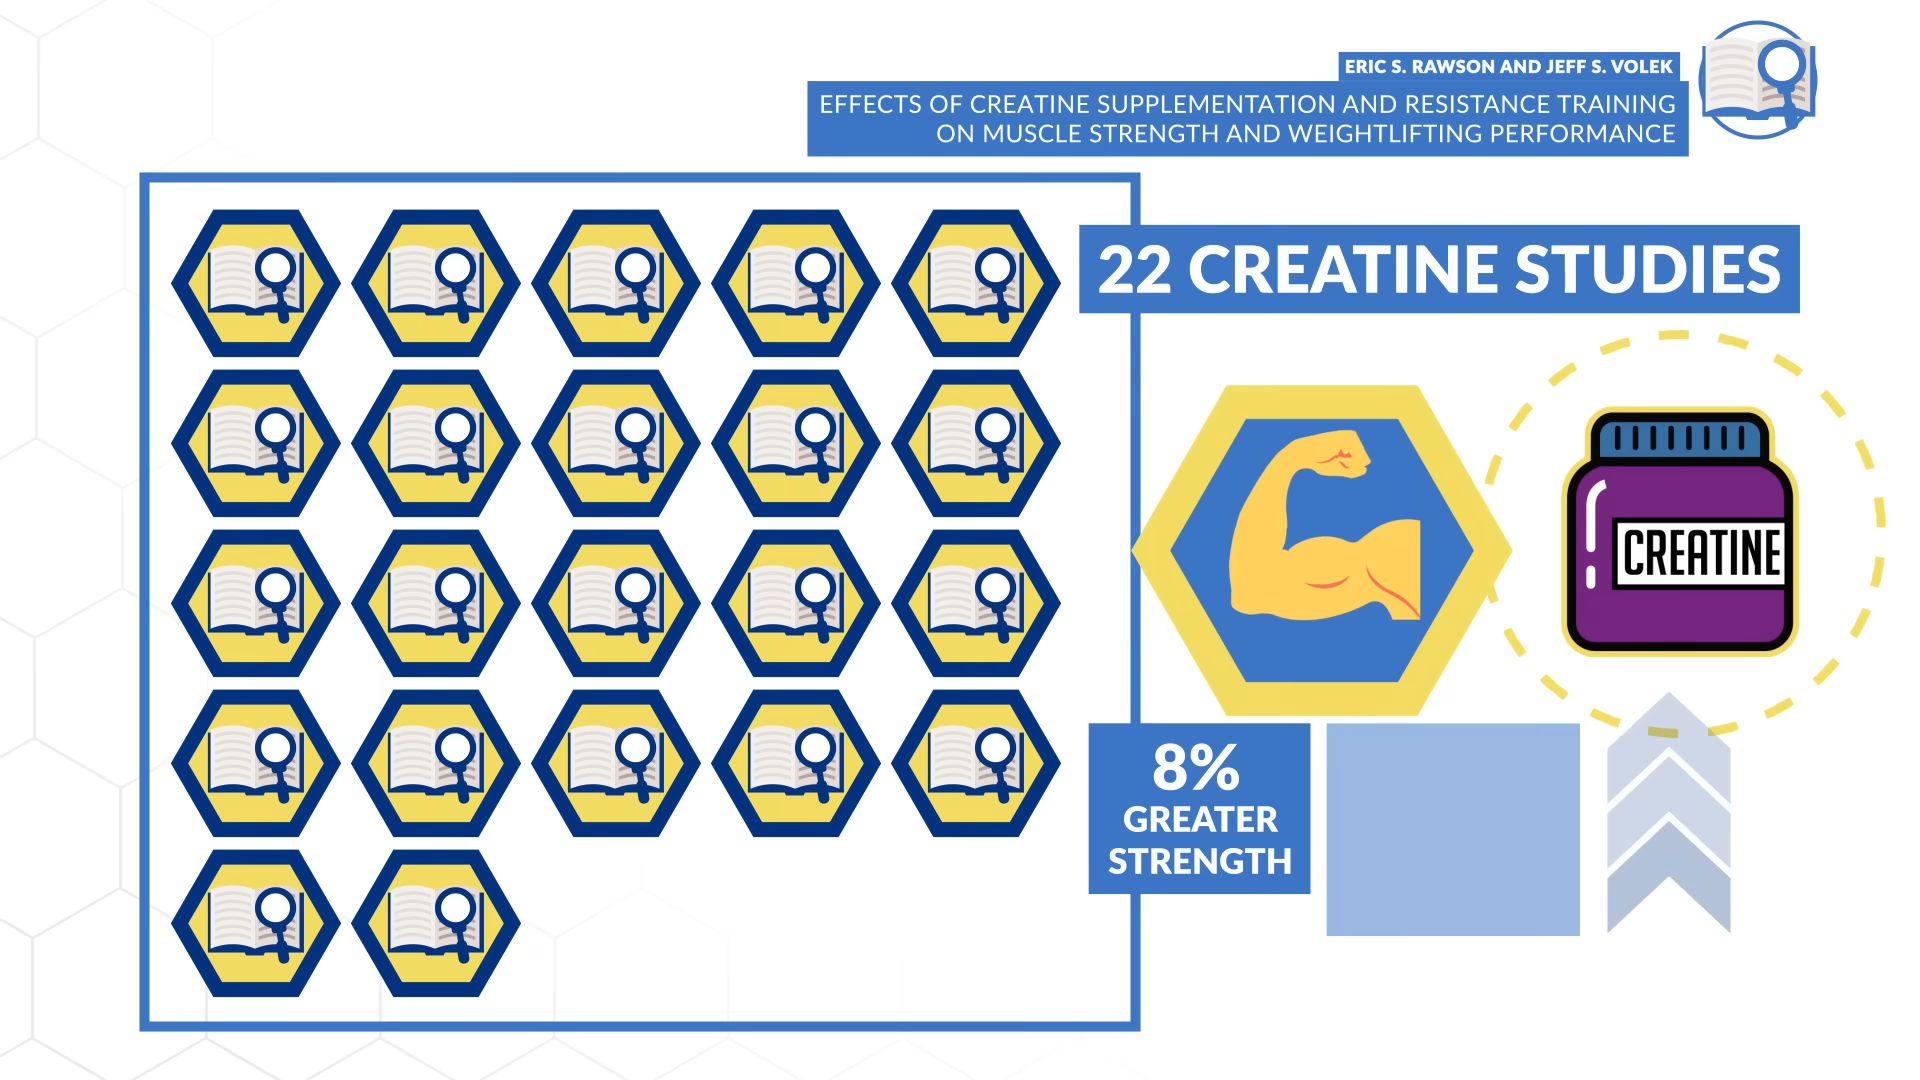 ERIC S. RAWSON AND JEFF S. VOLEK
EFFECTS OF CREATINE SUPPLEMENTATION AND RESISTANCE TRAINING
ON MUSCLE STRENGTH AND WEIGHTLIFTING PERFORMANCE
22 CREATINE STUDIES
CREATINE
8%
GREATER
STRENGTH